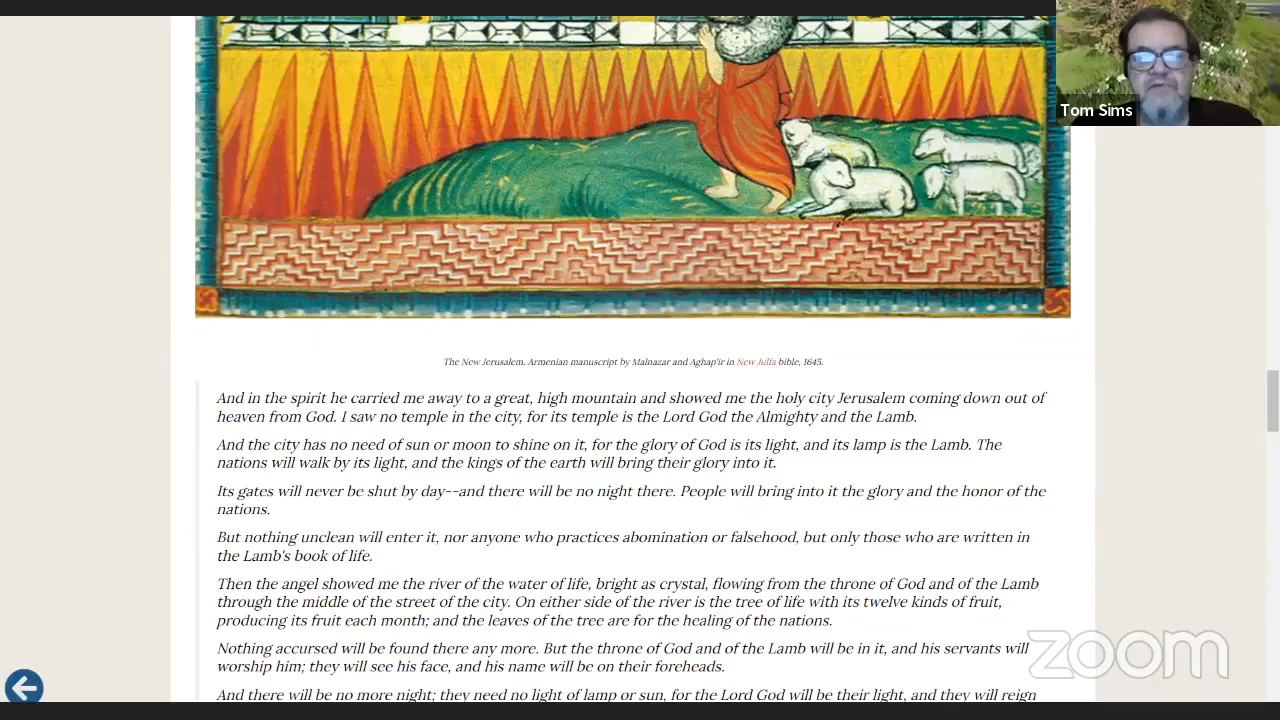 Tom Sims
The New Jerusalem. Armenian manuscript by Malnazar and Aghap'ir in New Julfa bible, 1645.
And in the spirit he carried me away to a great, high mountain and showed me the holy city Jerusalem coming down out of
heaven from God. I saw no temple in the city, for its temple is the Lord God the Almighty and the Lamb.
And the city has no need of sun or moon to shine on it, for the glory of God is its light, and its lamp is the Lamb. The
nations will walk by its light, and the kings of the earth will bring their glory into it.
Its gates will never be shut by day--and there will be no night there. People will bring into it the glory and the honor of the
nations.
But nothing unclean will enter it, nor anyone who practices abomination or falsehood, but only those who are written in
the Lamb's book of life.
Then the angel showed me the river of the water of life, bright as crystal, flowing from the throne of God and of the Lamb
through the middle of the street of the city. On either side of the river is the tree of life with its twelve kinds of fruit,
producing its fruit each month; and the leaves of the tree are for the healing of the nations.
Nothing accursed will be found there any more. But the throne of God and of the Lamb will be in it, and his servants will
worship him; they will see his face, and his name will be on their foreheads.
And there will be no more night; they need no light of lamp or sun, for the Lord God will be their light, and they will reign
zoom